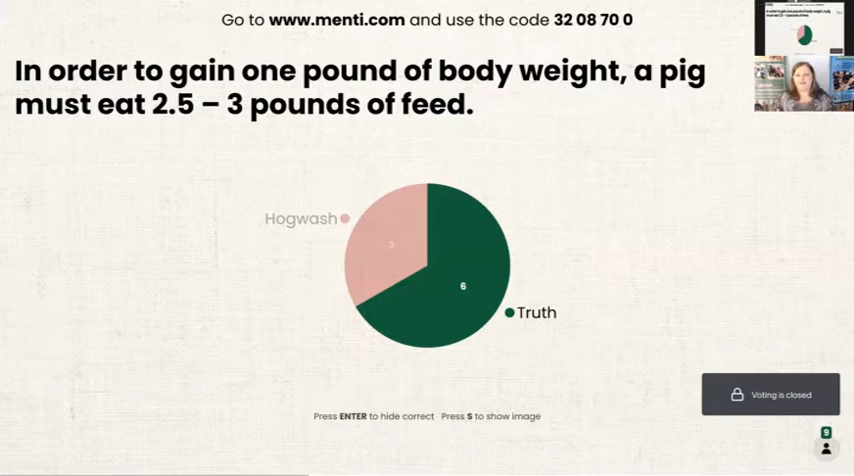 Go to www.menti.com and use the code 32 08 70 0
In order to gain one pound of body weight, a pig
must eat 2.5 – 3 pounds of feed.
Hogwash
3
6
Truth
Voting is closed
Press ENTER to hide correct Press S to show image
9